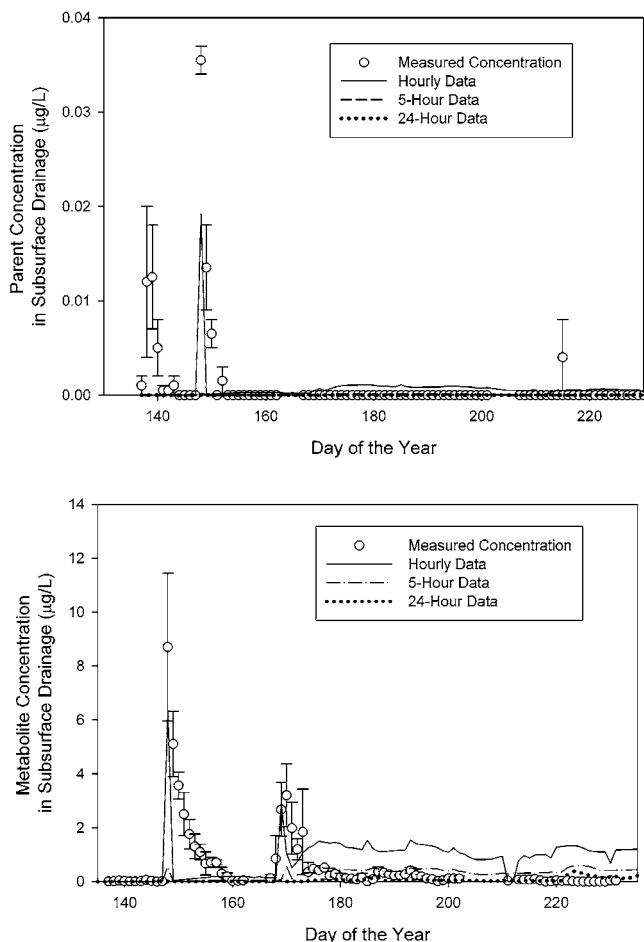 0.04
0.03
0.02
0.01
0.00
Parent Concentration
in Subsurface Drainage (µg/L)
Measured Concentration
Hourly Data
5-Hour Data
24-Hour Data
140 160 180 200 220
Day of the Year
14
12
10
8
6
4
2
0
Metabolite Concentration
in Subsurface Drainage (µg/L)
Measured Concentration
Hourly Data
5-Hour Data
24-Hour Data
140 160 180 200 220
Day of the Year